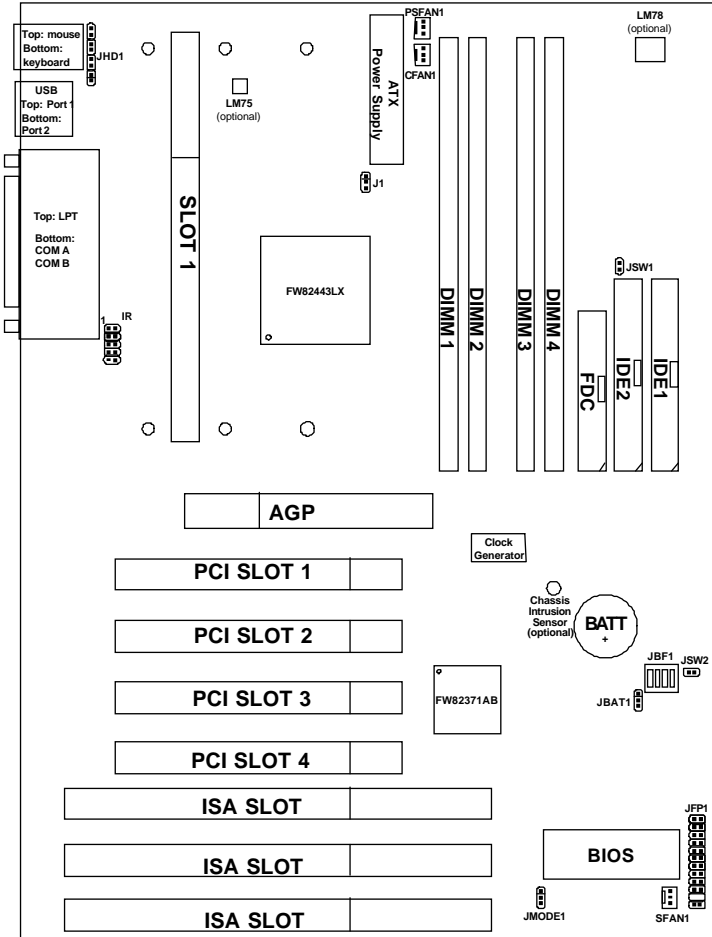 Top: mouse
Bottom:
keyboard
JHD1
USB
Top: Port 1
Bottom:
Port 2
Top: LPT
Bottom:
COM A
COM B
1
IR
SLOT 1
LM75
(optional)
ATX
Power Supply
PSFAN1
CFAN1
J1
FW82443LX
LM78
(optional)
DIMM 1
DIMM 2
DIMM 3
DIMM 4
JSW1
FDC
IDE2
IDE1
AGP
Clock
Generator
PCI SLOT 1
PCI SLOT 2
PCI SLOT 3
PCI SLOT 4
Chassis
Intrusion
Sensor
(optional)
BATT
+
JBF1
JSW2
JBAT1
FW82371AB
ISA SLOT
ISA SLOT
ISA SLOT
BIOS
JFP1
JMODE1
SFAN1